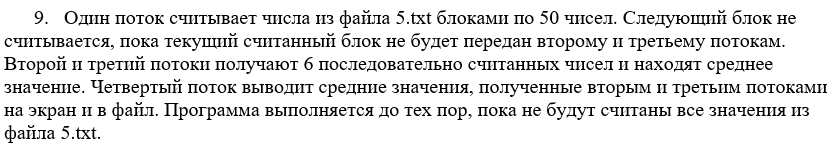 9. Один поток считывает числа из файла 5.txt блоками по 50 чисел. Следующий блок не
считывается, пока текущий считанный блок не будет передан второму и третьему потокам.
Второй и третий потоки получают 6 последовательно считанных чисел и находят среднее
значение. Четвертый поток выводит средние значения, полученные вторым и третьим потоками
на экран и в файл. Программа выполняется до тех пор, пока не будут считаны все значения из
файла 5.txt.